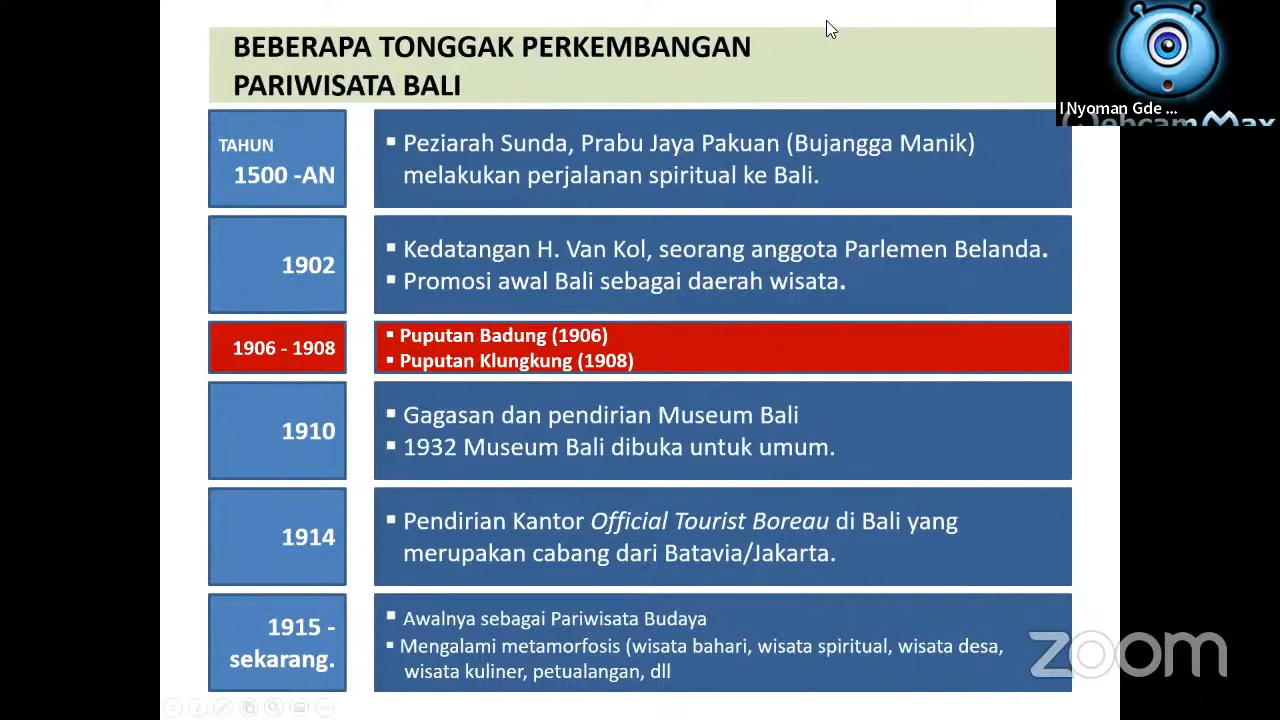 BEBERAPA TONGGAK PERKEMBANGAN
PARIWISATA BALI
I Nyoman Gde ...
TAHUN
1500 -AN
▪ Peziarah Sunda, Prabu Jaya Pakuan (Bujangga Manik)
melakukan perjalanan spiritual ke Bali.
1902
▪ Kedatangan H. Van Kol, seorang anggota Parlemen Belanda.
▪ Promosi awal Bali sebagai daerah wisata.
1906 - 1908
▪ Puputan Badung (1906)
▪ Puputan Klungkung (1908)
1910
▪ Gagasan dan pendirian Museum Bali
▪ 1932 Museum Bali dibuka untuk umum.
1914
▪ Pendirian Kantor Official Tourist Boreau di Bali yang
merupakan cabang dari Batavia/Jakarta.
1915 -
sekarang.
▪ Awalnya sebagai Pariwisata Budaya
▪ Mengalami metamorfosis (wisata bahari, wisata spiritual, wisata desa,
wisata kuliner, petualangan, dll
zoom